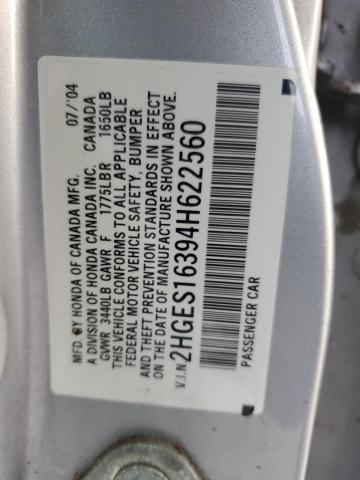 MFD. BY HONDA OF CANADA MFG. 07/'04
A DIVISION OF HONDA CANADA INC. CANADA
GVWR 3440LB GAWR F 1775LB R 1650LB
THIS VEHICLE CONFORMS TO ALL APPLICABLE
FEDERAL MOTOR VEHICLE SAFETY, BUMPER
AND THEFT PREVENTION STANDARDS IN EFFECT
ON THE DATE OF MANUFACTURE SHOWN ABOVE.
V.I.N. 2HGES16394H622560
PASSENGER CAR